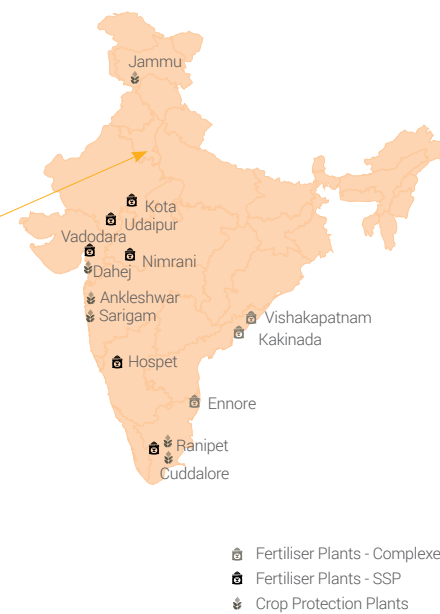 Jammu
Kota
Udaipur
Vadodara
Nimrani
Dahej
Ankleshwar
Sarigam
Vishakapatnam
Kakinada
Hospet
Ennore
Ranipet
Cuddalore
Fertiliser Plants - Complexe
Fertiliser Plants - SSP
Crop Protection Plants